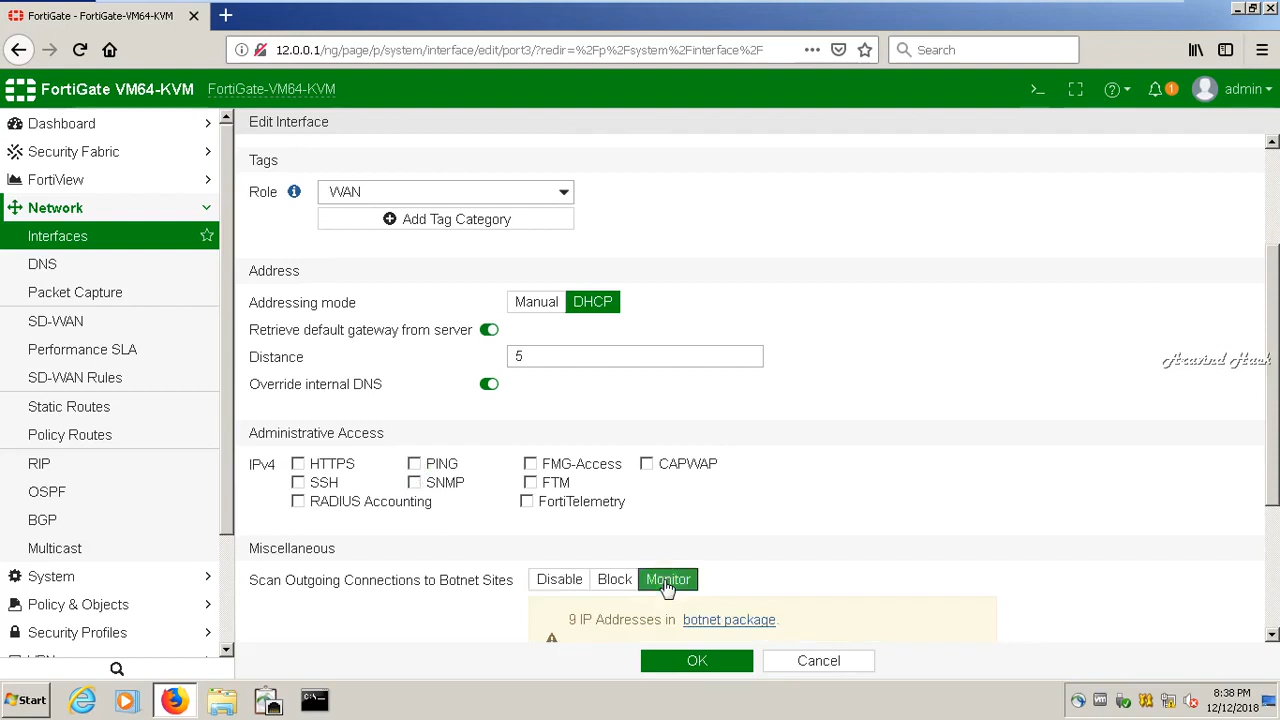 FortiGate - FortiGate-VM64-KVM
12.0.0.1/ng/page/p/system/interface/edit/port3/?redir=%2Fp%2Fsystem%2Finterface%2F
Search
FortiGate VM64-KVM
FortiGate-VM64-KVM
1
admin
Dashboard
Security Fabric
FortiView
Network
Interfaces
DNS
Packet Capture
SD-WAN
Performance SLA
SD-WAN Rules
Static Routes
Policy Routes
RIP
OSPF
BGP
Multicast
System
Policy & Objects
Security Profiles
Edit Interface
Tags
Role WAN
Add Tag Category
Address
Addressing mode Manual DHCP
Retrieve default gateway from server
Distance 5
Override internal DNS
Administrative Access
IPv4 HTTPS PING FMG-Access CAPWAP
SSH SNMP FTM
RADIUS Accounting FortiTelemetry
Miscellaneous
Scan Outgoing Connections to Botnet Sites Disable Block Monitor
9 IP Addresses in botnet package.
OK Cancel
Aravind Hack
Start
8:38 PM
12/12/2018